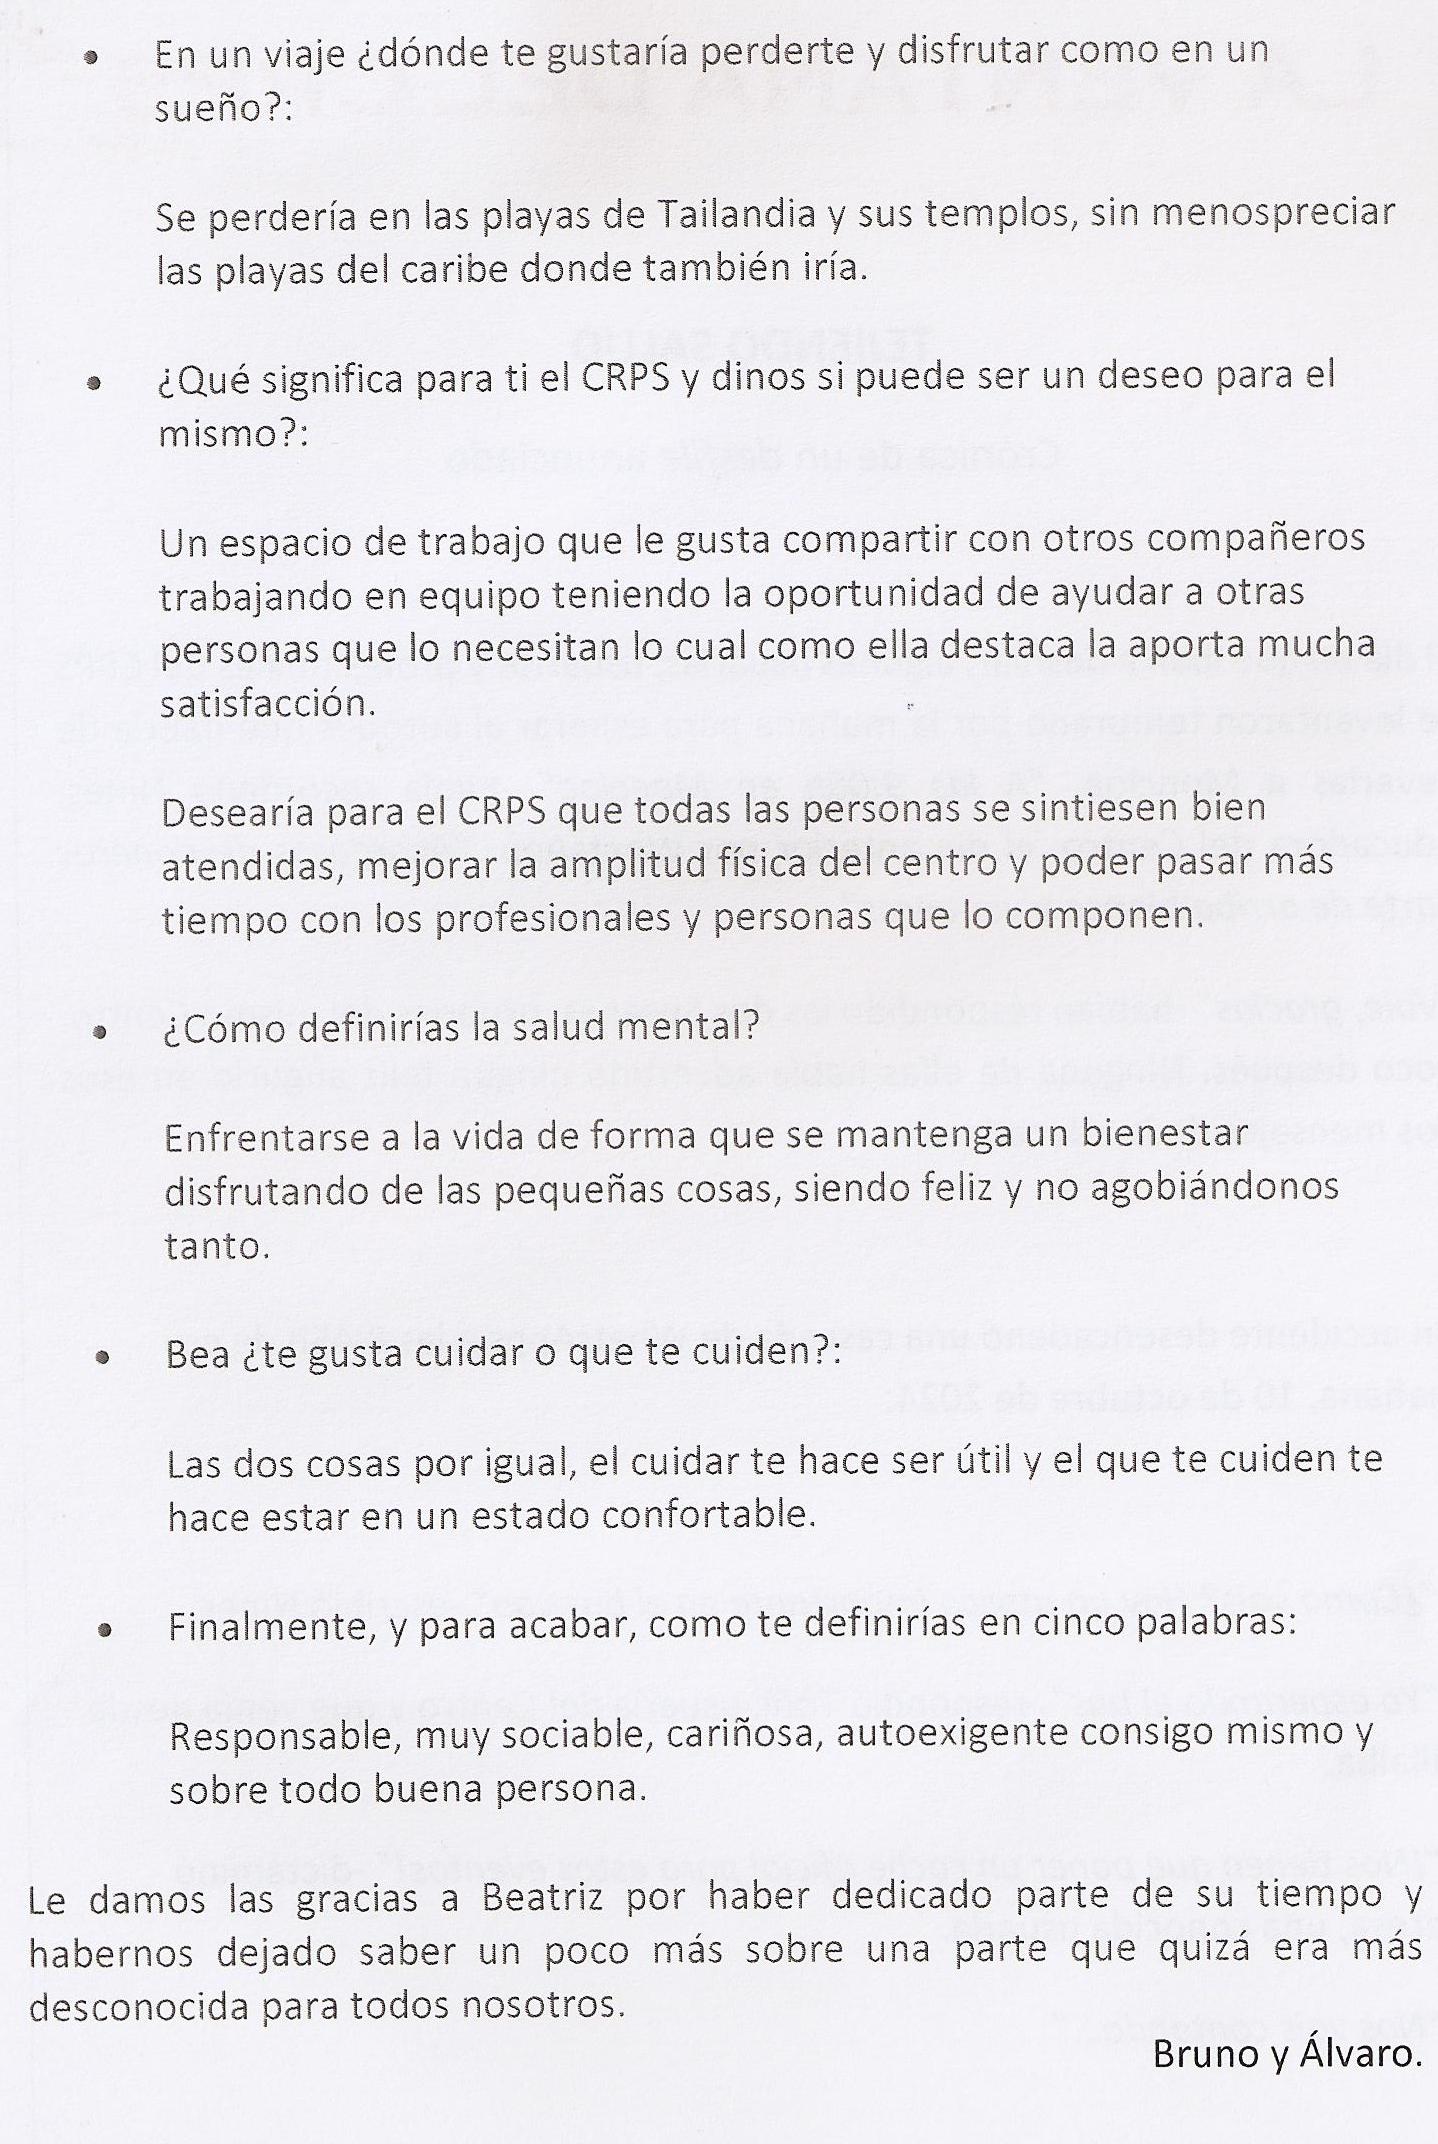 • En un viaje ¿dónde te gustaría perderte y disfrutar como en un
sueño?:
Se perdería en las playas de Tailandia y sus templos, sin menospreciar
las playas del caribe donde también iría.
• ¿Qué significa para ti el CRPS y dinos si puede ser un deseo para el
mismo?:
Un espacio de trabajo que le gusta compartir con otros compañeros
trabajando en equipo teniendo la oportunidad de ayudar a otras
personas que lo necesitan lo cual como ella destaca la aporta mucha
satisfacción.
Desearía para el CRPS que todas las personas se sintiesen bien
atendidas, mejorar la amplitud física del centro y poder pasar más
tiempo con los profesionales y personas que lo componen.
• ¿Cómo definirías la salud mental?
Enfrentarse a la vida de forma que se mantenga un bienestar
disfrutando de las pequeñas cosas, siendo feliz y no agobiándonos
tanto.
• Bea ¿te gusta cuidar o que te cuiden?:
Las dos cosas por igual, el cuidar te hace ser útil y el que te cuiden te
hace estar en un estado confortable.
• Finalmente, y para acabar, como te definirías en cinco palabras:
Responsable, muy sociable, cariñosa, autoexigente consigo mismo y
sobre todo buena persona.
Le damos las gracias a Beatriz por haber dedicado parte de su tiempo y
habernos dejado saber un poco más sobre una parte que quizá era más
desconocida para todos nosotros.
Bruno y Álvaro.